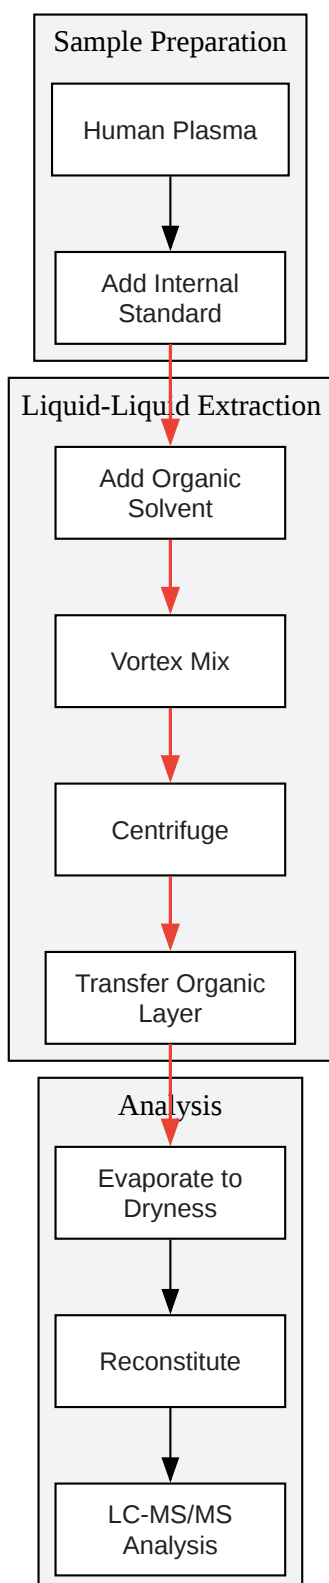 Sample Preparation
Human Plasma
Add Internal
Standard
Liquid-Liquid Extraction
Add Organic
Solvent
Vortex Mix
Centrifuge
Transfer Organic
Layer
Analysis
Evaporate to
Dryness
Reconstitute
LC-MS/MS
Analysis